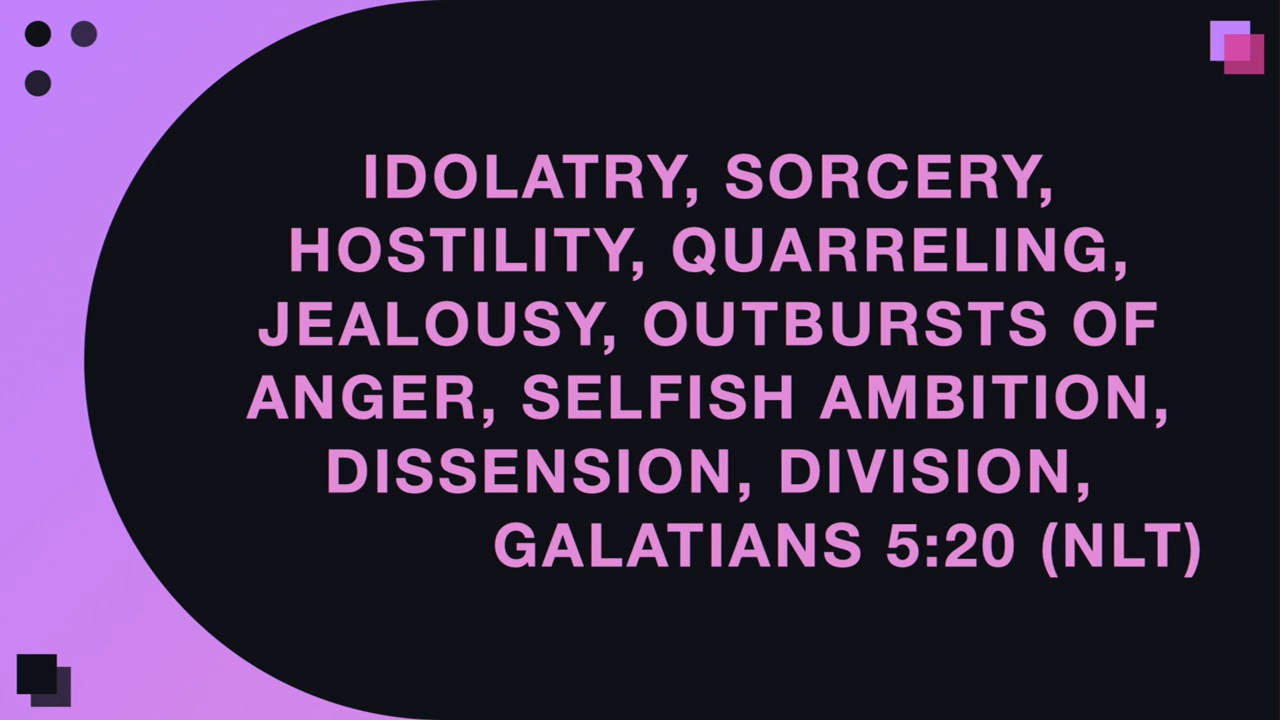 IDOLATRY, SORCERY,
HOSTILITY, QUARRELING,
JEALOUSY, OUTBURSTS OF
ANGER, SELFISH AMBITION,
DISSENSION, DIVISION,
GALATIANS 5:20 (NLT)